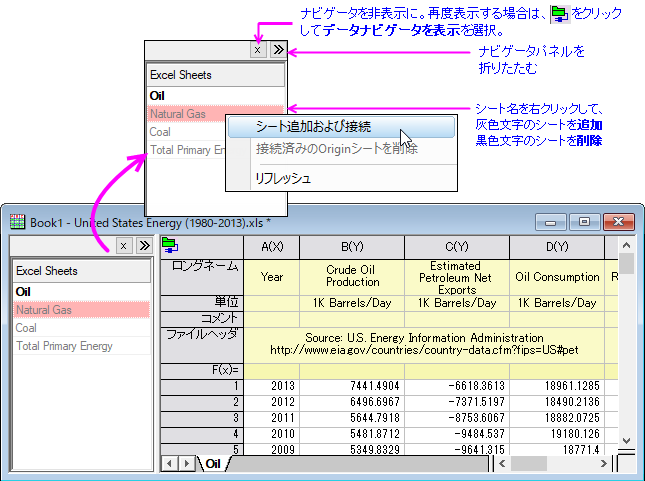 ナビゲータを非表示に。再度表示する場合は、をクリック
してデータナビゲータを表示を選択。
x
ナビゲータパネルを
折りたたむ
Excel Sheets
Oil
Natural Gas
Coal
Total Primary En
シート追加および接続
接続済みのOriginシートを削除
リフレッシュ
シート名を右クリックして、
灰色文字のシートを追加
黒色文字のシートを削除
Book1 - United States Energy (1980-2013).xls *
x
Excel Sheets
Oil
Natural Gas
Coal
Total Primary Energy
A(X) B(Y) C(Y) D(Y)
ロングネーム Year Crude Oil Production Estimated Petroleum Net Exports Oil Consumption R
単位 1K Barrels/Day 1K Barrels/Day 1K Barrels/Day
コメント
ファイルヘッダ Source: U.S. Energy Information Administration
http://www.eia.gov/countries/country-data.cfm?fips=US#pet
F(x)=
1 2013 7441.4904 -6618.3613 18961.1285
2 2012 6496.6967 -7371.5197 18490.2136
3 2011 5644.7918 -8753.6067 18882.0725
4 2010 5481.8712 -9484.537 19180.126
5 2009 5349.8329 -9641.315 18771.4
Oil